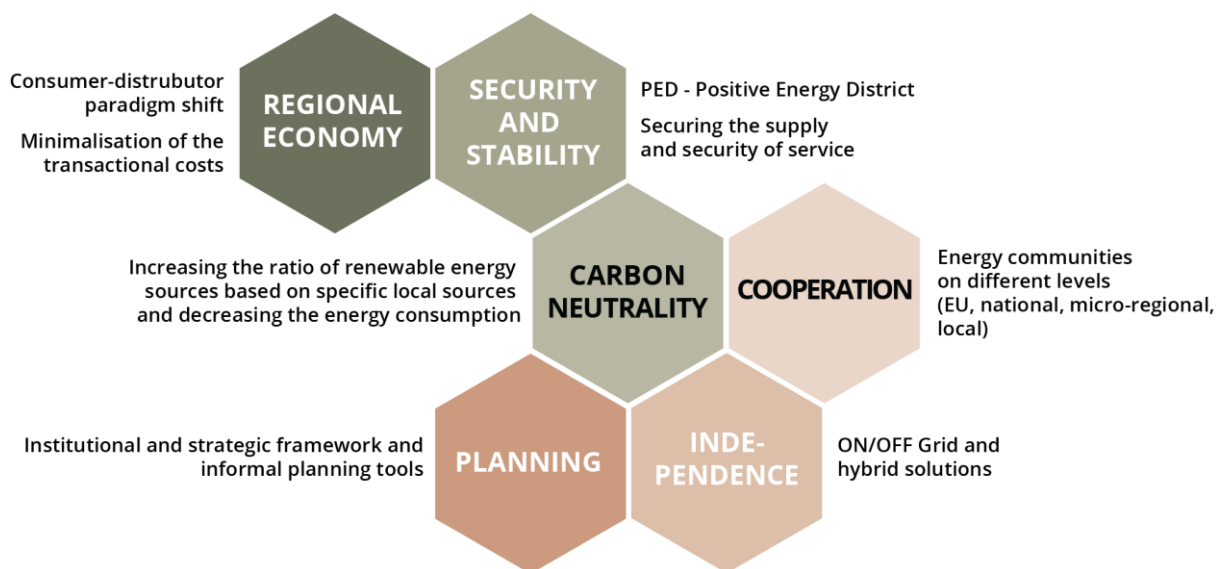 Consumer-distrubutor
paradigm shift
Minimalisation of the
transactional costs
REGIONAL
ECONOMY
SECURITY
AND
STABILITY
PED - Positive Energy District
Securing the supply
and security of service
Increasing the ratio of renewable energy
sources based on specific local sources
and decreasing the energy consumption
CARBON
NEUTRALITY
COOPERATION
Energy communities
on different levels
(EU, national, micro-regional,
local)
Institutional and strategic framework and
informal planning tools
PLANNING
INDE-
PENDENCE
ON/OFF Grid and
hybrid solutions